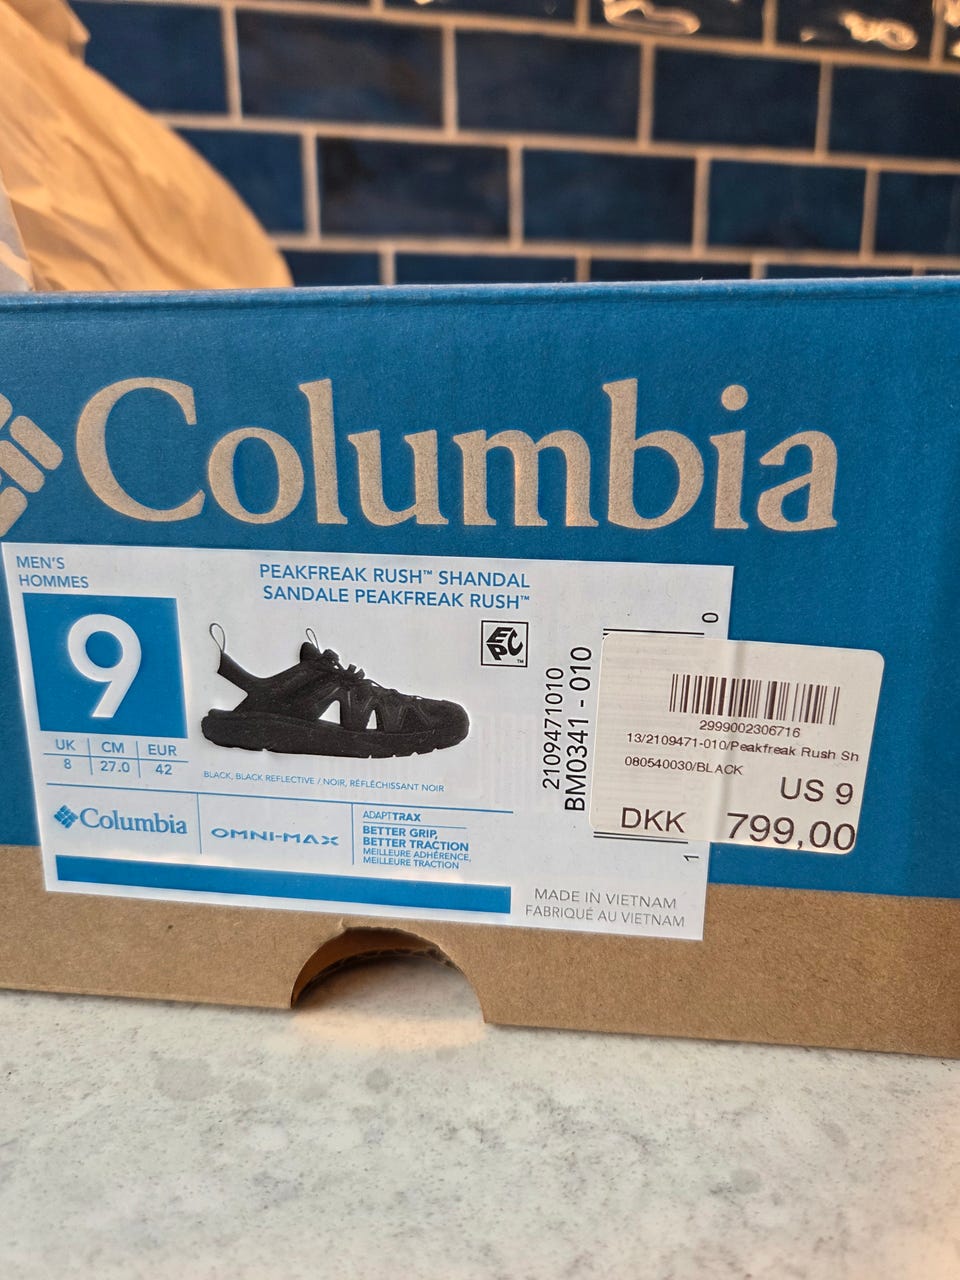 Columbia
MEN'S
HOMMES
9
UK CM EUR
8 27.0 42
PEAKFREAK RUSH™ SHANDAL
SANDALE PEAKFREAK RUSH™
EPC™
BLACK, BLACK REFLECTIVE / NOIR, RÉFLÉCHISSANT NOIR
Columbia
OMNI-MAX
ADAPTTRAX
BETTER GRIP,
BETTER TRACTION
MEILLEURE ADHÉRENCE,
MEILLEURE TRACTION
MADE IN VIETNAM
FABRIQUÉ AU VIETNAM
2109471010
BM0341 - 010
0
1
2999002306716
13/2109471-010/Peakfreak Rush Sh
080540030/BLACK
US 9
DKK 799,00